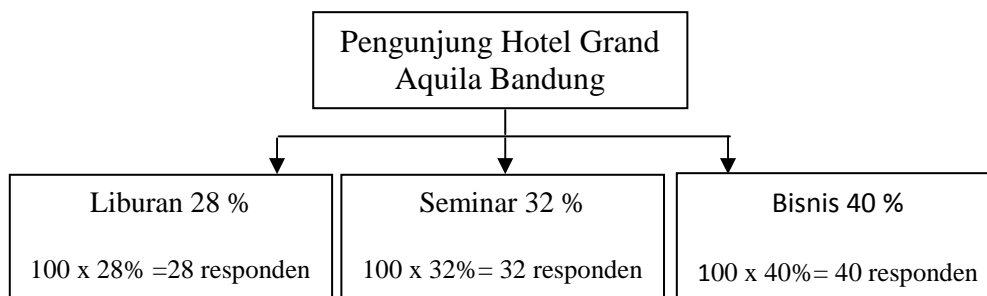 Pengunjung Hotel Grand
Aquila Bandung
Liburan 28 %
100 x 28% =28 responden
Seminar 32 %
100 x 32%= 32 responden
Bisnis 40 %
100 x 40%= 40 responden